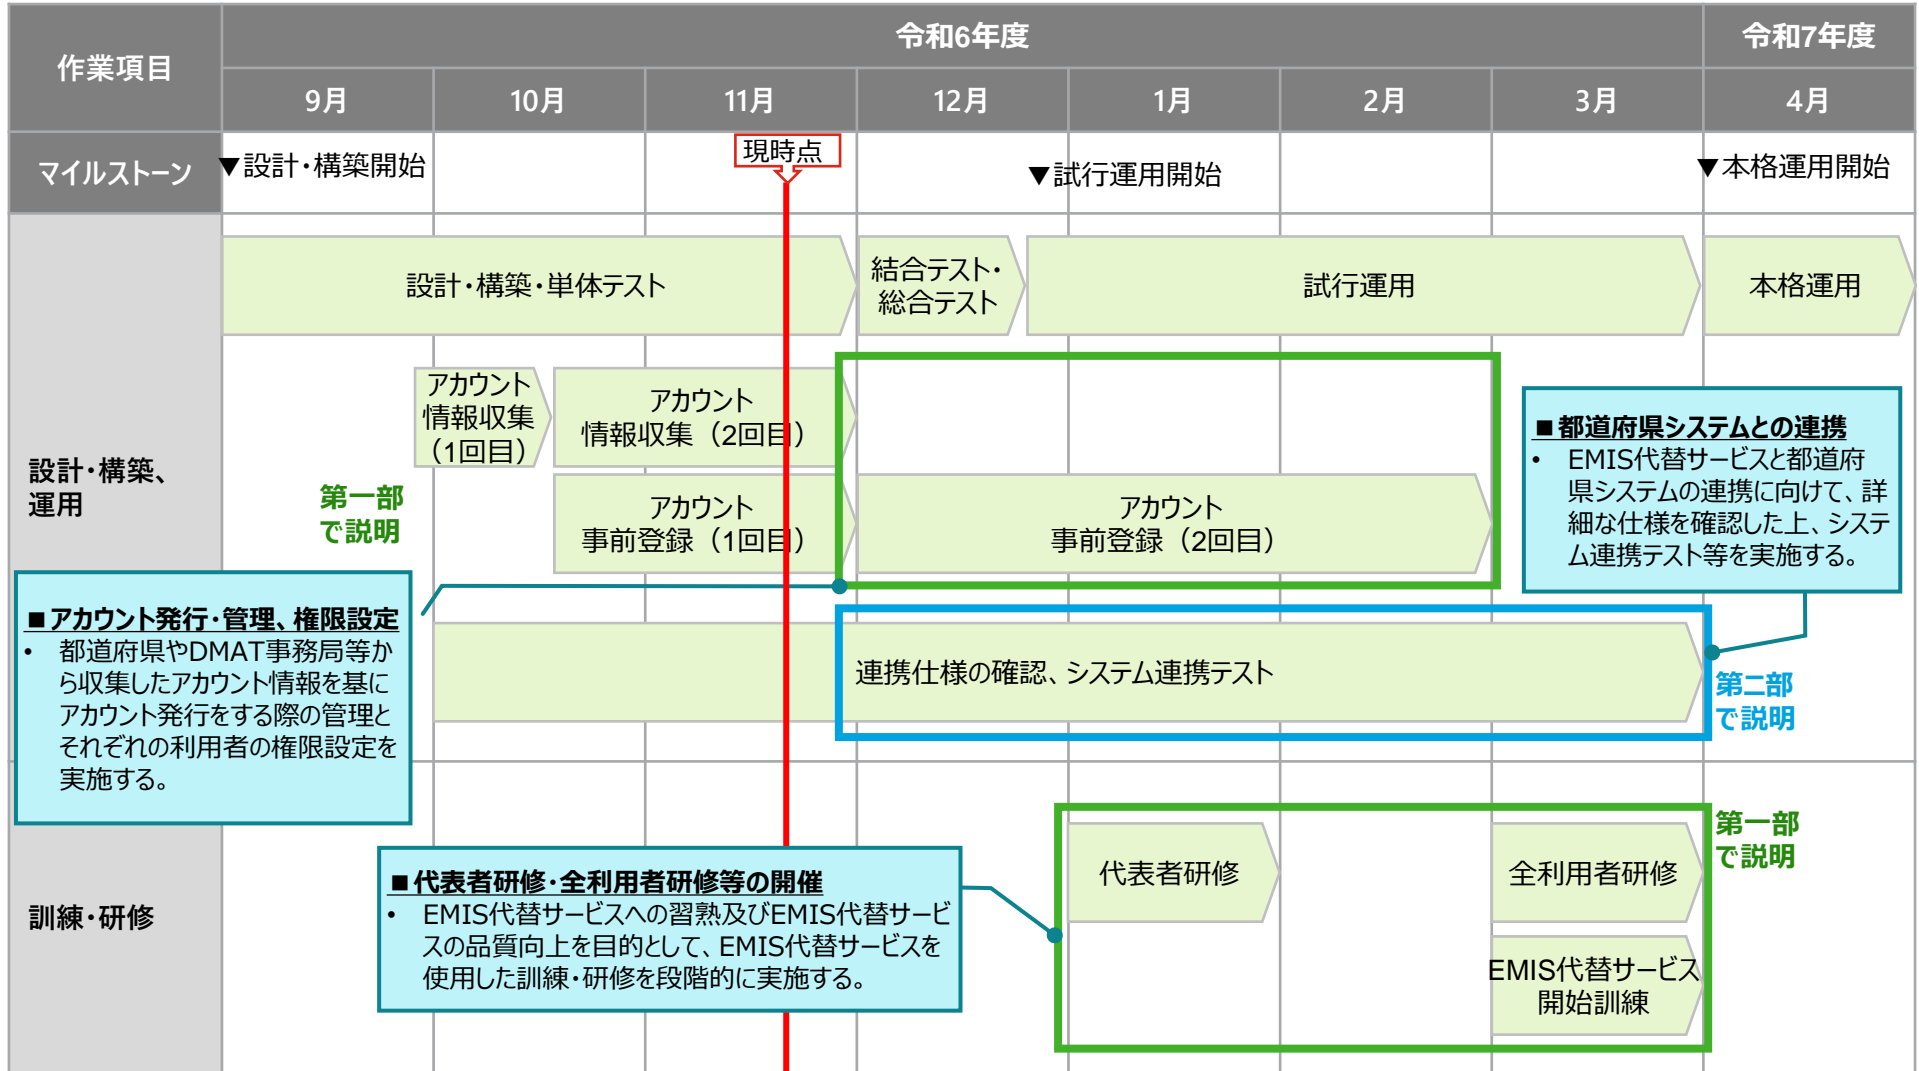 作業項目
令和6年度
令和7年度
9月
10月
11月
12月
1月
2月
3月
4月
マイルストーン
▼設計・構築開始
現時点
▼試行運用開始
▼本格運用開始
設計・構築、
運用
設計・構築・単体テスト
結合テスト・
総合テスト
試行運用
本格運用
アカウント
情報収集
（1回目）
アカウント
情報収集（2回目）
第一部
で説明
アカウント
事前登録（1回目）
アカウント
事前登録（2回目）
■都道府県システムとの連携
• EMIS代替サービスと都道府
県システムの連携に向けて、詳
細な仕様を確認した上、システ
ム連携テスト等を実施する。
■アカウント発行・管理、権限設定
• 都道府県やDMAT事務局等か
ら収集したアカウント情報を基に
アカウント発行をする際の管理と
それぞれの利用者の権限設定を
実施する。
連携仕様の確認、システム連携テスト
第二部
で説明
訓練・研修
■代表者研修・全利用者研修等の開催
• EMIS代替サービスへの習熟及びEMIS代替サービ
スの品質向上を目的として、EMIS代替サービスを
使用した訓練・研修を段階的に実施する。
代表者研修
全利用者研修
第一部
で説明
EMIS代替サービス
開始訓練